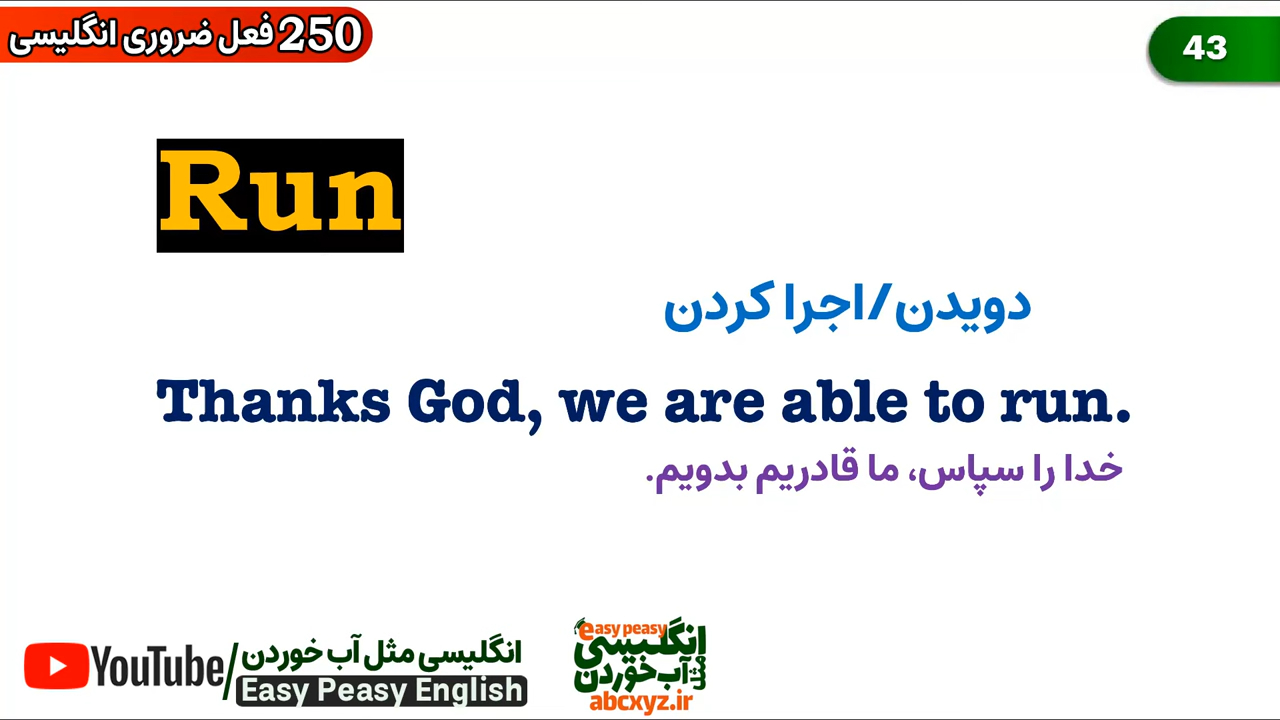 250 فعل ضروری انگلیسی
43
Run
دویدن/اجرا کردن
Thanks God, we are able to run.
خدا را سپاس، ما قادریم بدویم.
YouTube/انگلیسی مثل آب خوردن
Easy Peasy English
easy peasy
انگلیسی
مثل آب خوردن
abcxyz.ir